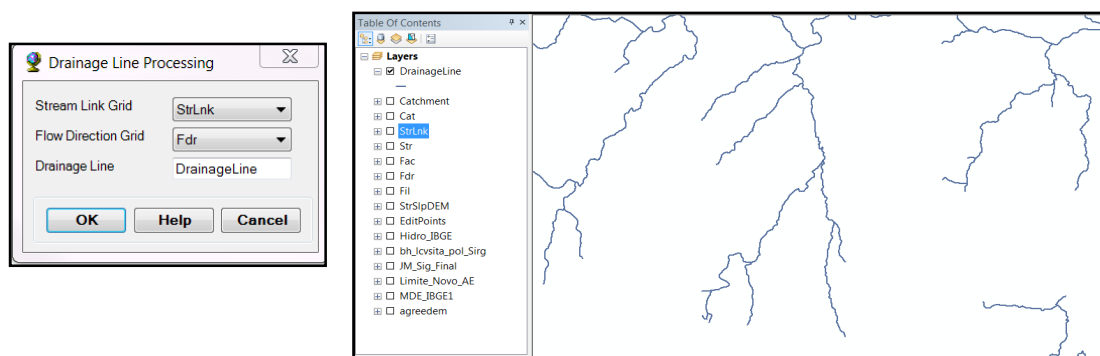 Drainage Line Processing
Stream Link Grid StrLnk
Flow Direction Grid Fdr
Drainage Line DrainageLine
OK Help Cancel
Table Of Contents
Layers
DrainageLine
Catchment
Cat
StrLnk
Str
Fac
Fdr
Fil
StrSlpDEM
EditPoints
Hidro_IBGE
bh_lcvsita_pol_Sirg
JM_Sig_Final
Limite_Novo_AE
MDE_IBGE1
agreedem